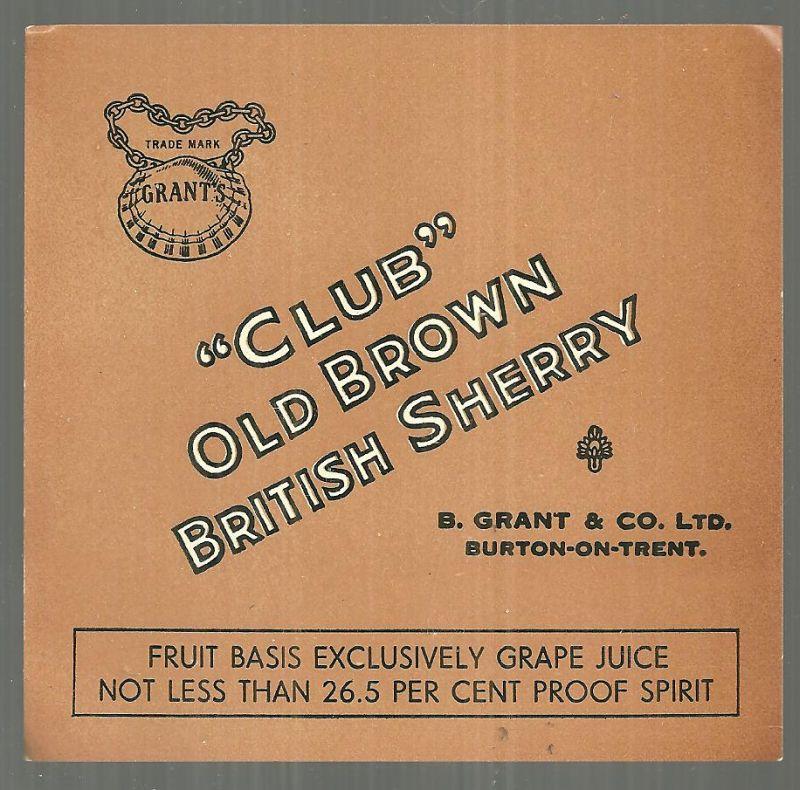 TRADE MARK
GRANT'S
"CLUB"
OLD BROWN
BRITISH SHERRY
B. GRANT & CO. LTD.
BURTON-ON-TRENT.
FRUIT BASIS EXCLUSIVELY GRAPE JUICE
NOT LESS THAN 26.5 PER CENT PROOF SPIRIT